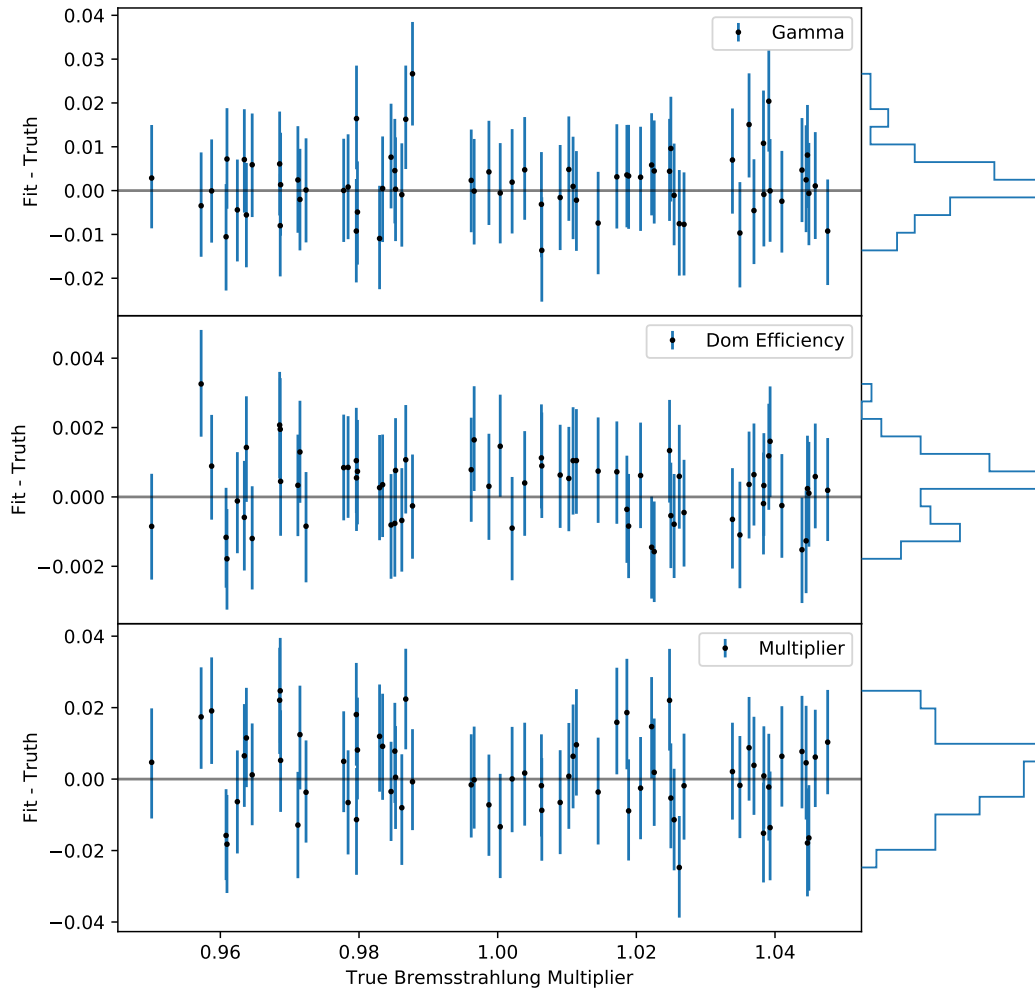 0.04
0.03
0.02
0.01
0.00
−0.01
−0.02
Fit - Truth
Gamma
0.004
0.002
0.000
−0.002
Fit - Truth
Dom Efficiency
0.04
0.02
0.00
−0.02
−0.04
Fit - Truth
Multiplier
0.96 0.98 1.00 1.02 1.04
True Bremsstrahlung Multiplier